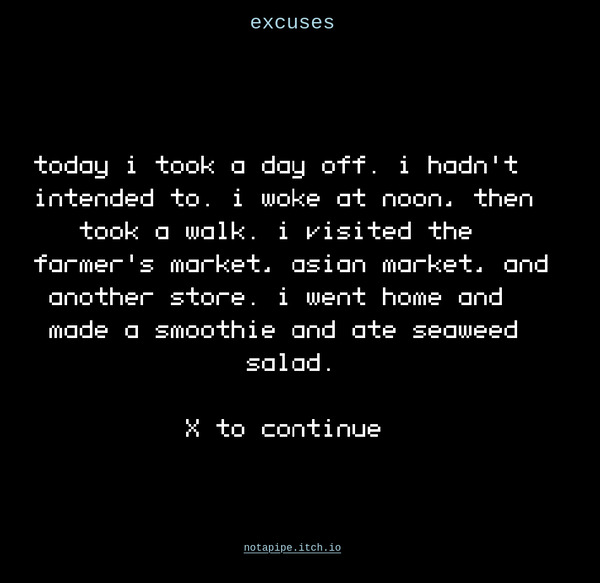 excuses
today i took a day off. i hadn't
intended to. i woke at noon, then
took a walk. i visited the
farmer's market, asian market, and
another store. i went home and
made a smoothie and ate seaweed
salad.
X to continue
notapipe.itch.io